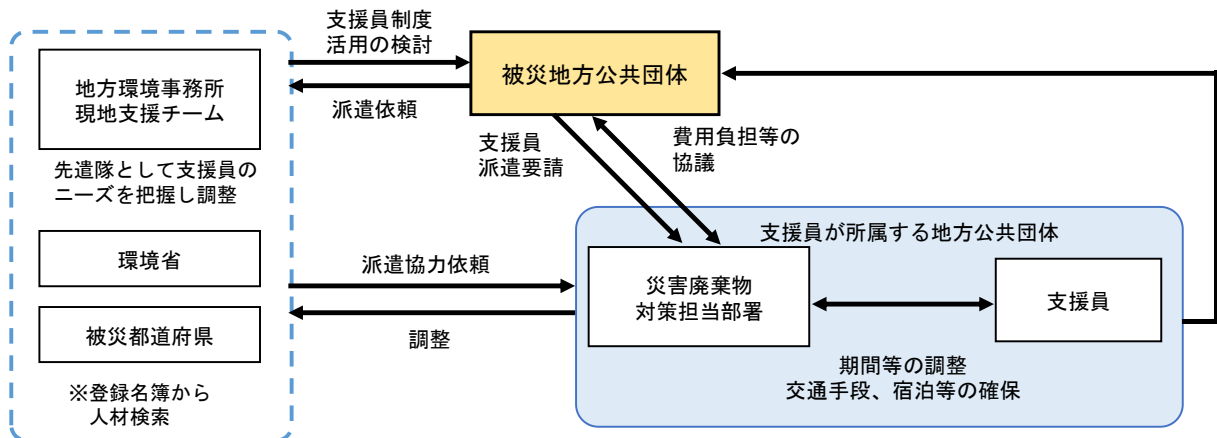 支援員制度
活用の検討
被災地方公共団体
派遣依頼
地方環境事務所
現地支援チーム
先遣隊として支援員の
ニーズを把握し調整
環境省
被災都道府県
※登録名簿から
人材検索
支援員
派遣要請
費用負担等の
協議
派遣協力依頼
調整
支援員が所属する地方公共団体
災害廃棄物
対策担当部署
支援員
期間等の調整
交通手段、宿泊等の確保